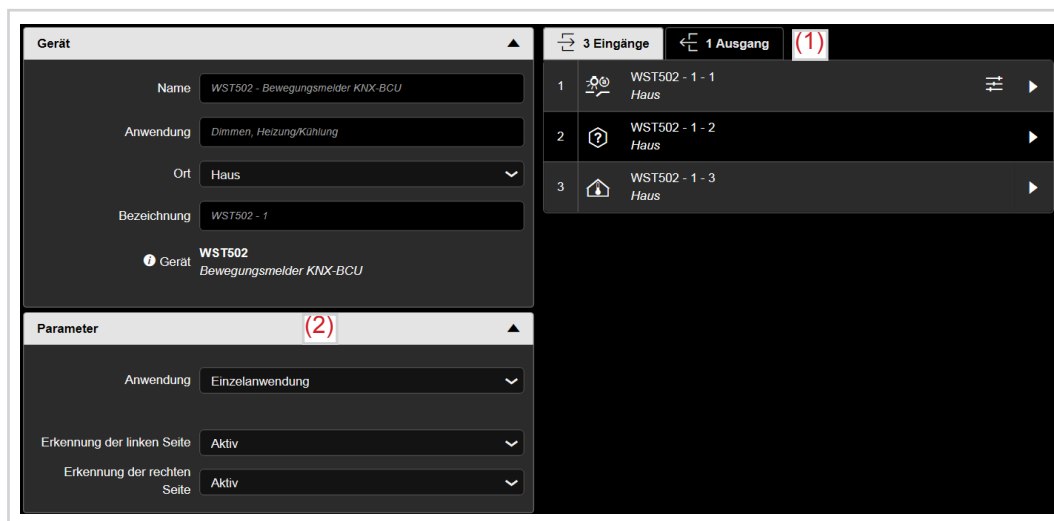 Gerät
Name WST502 - Bewegungsmelder KNX-BCU
Anwendung Dimmen, Heizung/Kühlung
Ort Haus
Bezeichnung WST502 - 1
i Gerät WST502
Bewegungsmelder KNX-BCU
Parameter (2)
Anwendung Einzelanwendung
Erkennung der linken Seite Aktiv
Erkennung der rechten
Seite Aktiv
3 Eingänge 1 Ausgang (1)
1 WST502 - 1 - 1
Haus
2 ? WST502 - 1 - 2
Haus
3 WST502 - 1 - 3
Haus